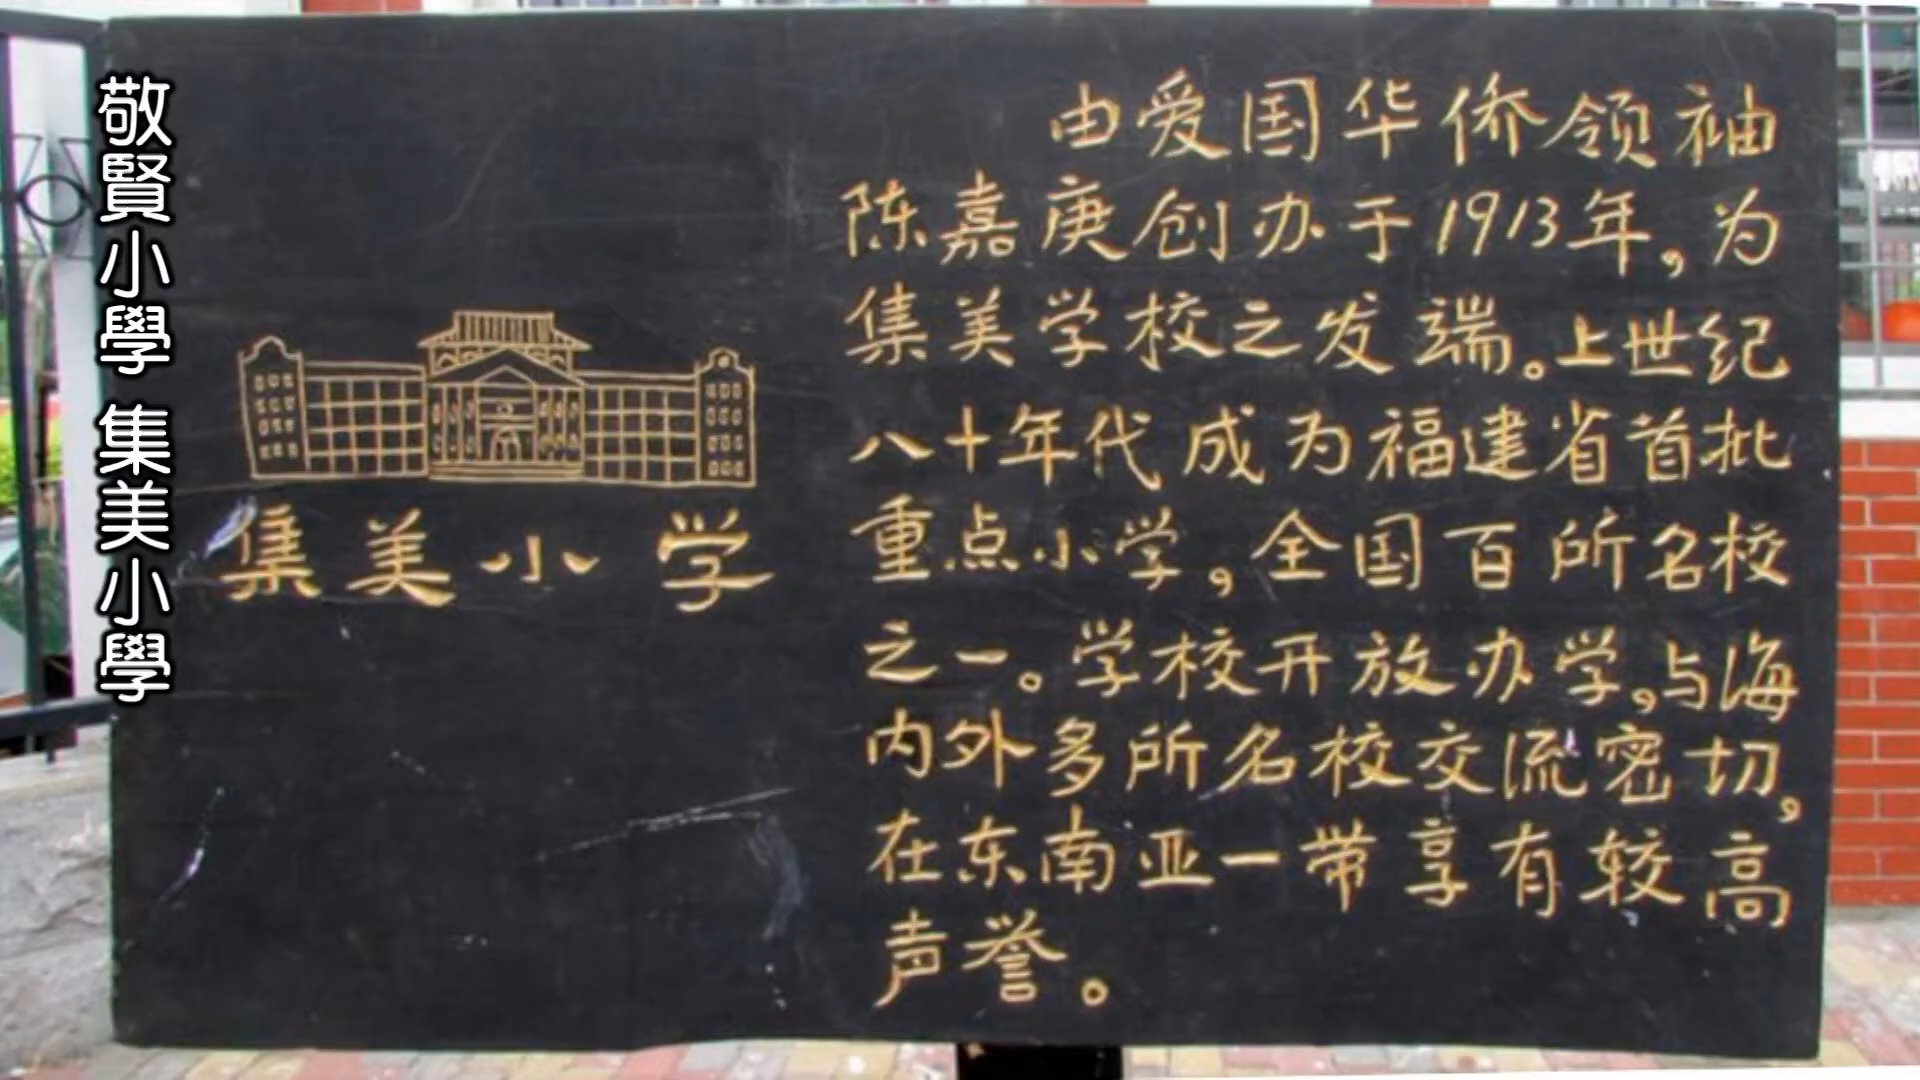 敬賢小學 集美小學
集美小学
由爱国华侨领袖
陈嘉庚创办于1913年,为
集美学校之发端。上世纪
八十年代成为福建省首批
重点小学,全国百所名校
之一。学校开放办学,与海
内外多所名校交流密切,
在东南亚一带享有较高
声誉。